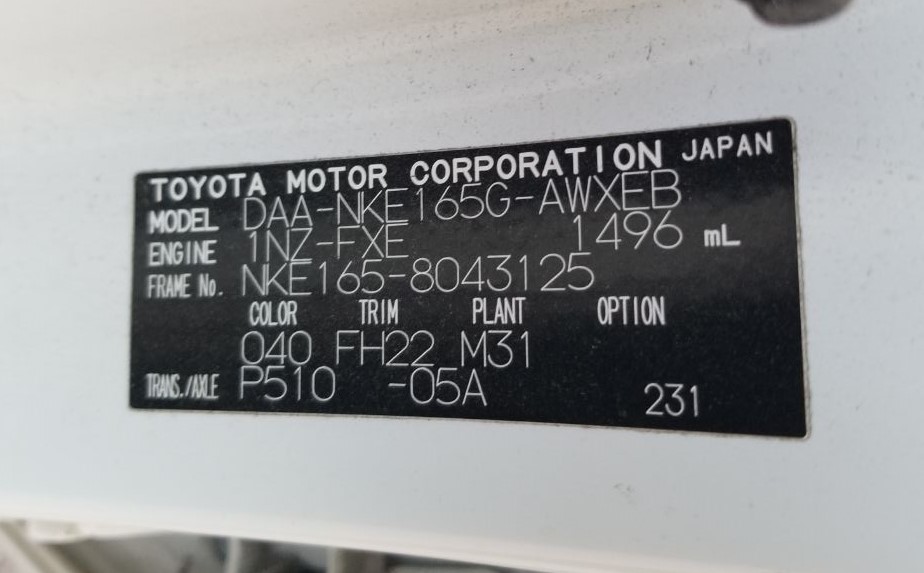 TOYOTA MOTOR CORPORATION JAPAN
MODEL DAA-NKE165G-AWXEB
ENGINE 1NZ-FXE 1496 mL
FRAME No. NKE165-8043125
COLOR TRIM PLANT OPTION
040 FH22 M31
TRANS./AXLE P510 -05A 231